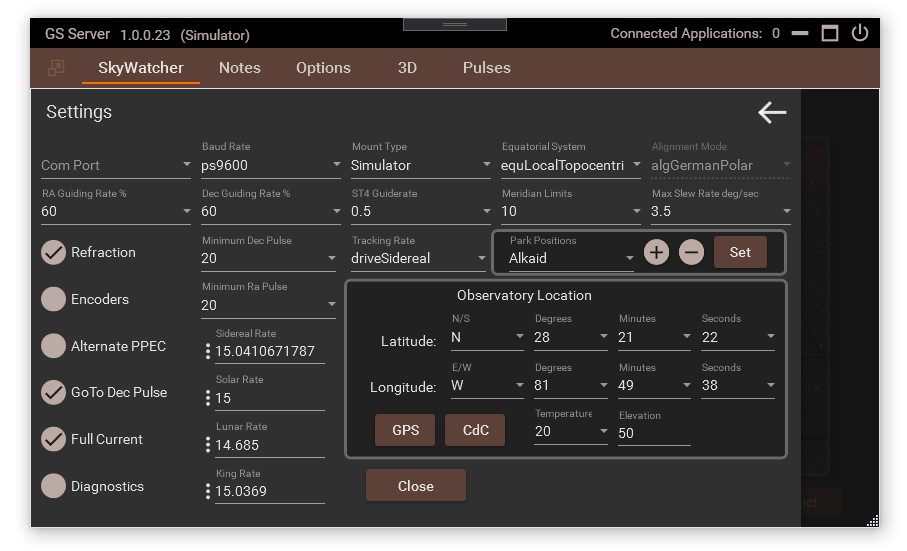 GS Server 1.0.0.23 (Simulator) Connected Applications: 0
SkyWatcher Notes Options 3D Pulses
Settings
Baud Rate Mount Type Equatorial System Alignment Mode
Com Port ps9600 Simulator equLocalTopocentri algGermanPolar
RA Guiding Rate % Dec Guiding Rate % ST4 Guiderate Meridian Limits Max Slew Rate deg/sec
60 60 0.5 10 3.5
Refraction Minimum Dec Pulse Tracking Rate Park Positions
20 driveSidereal Alkaid Set
Encoders Minimum Ra Pulse
20
Observatory Location
N/S Degrees Minutes Seconds
Latitude: N 28 21 22
Alternate PPEC Sidereal Rate
15.0410671787
E/W Degrees Minutes Seconds
Longitude: W 81 49 38
GoTo Dec Pulse Solar Rate
15
Temperature Elevation
GPS CdC 20 50
Full Current Lunar Rate
14.685
Diagnostics King Rate
15.0369
Close
ect